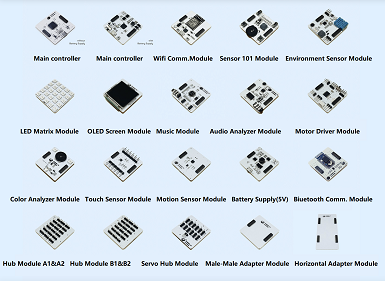 Main controller
Main controller
Wifi Comm.Module
Sensor 101 Module
Environment Sensor Module
LED Matrix Module
OLED Screen Module
Music Module
Audio Analyzer Module
Motor Driver Module
Color Analyzer Module
Touch Sensor Module
Motion Sensor Module
Battery Supply(5V)
Bluetooth Comm. Module
Hub Module A1&A2
Hub Module B1&B2
Servo Hub Module
Male-Male Adapter Module
Horizontal Adapter Module